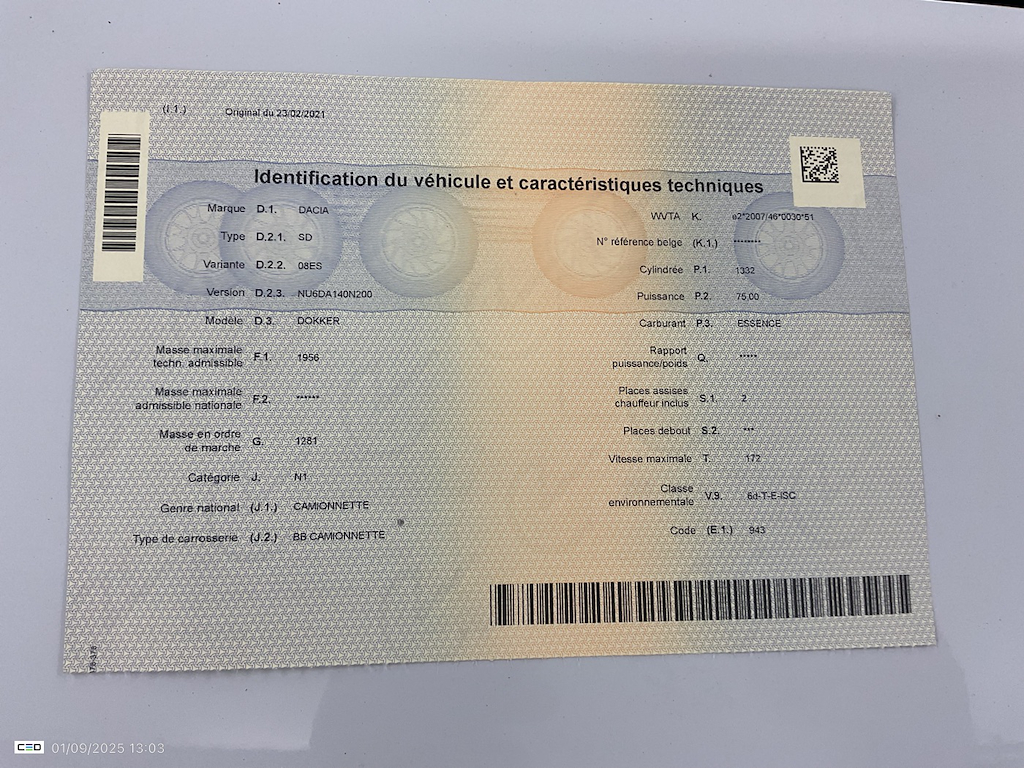 (I.1.) Original du 23/02/2021
Identification du véhicule et caractéristiques techniques
Marque D.1. DACIA
Type D.2.1. SD
Variante D.2.2. 08ES
Version D.2.3. NU6DA140N200
Modèle D.3. DOKKER
Masse maximale
techn. admissible F.1. 1956
Masse maximale
admissible nationale F.2. ******
Masse en ordre
de marche G. 1281
Catégorie J. N1
Genre national (J.1.) CAMIONNETTE
Type de carrosserie (J.2.) BB CAMIONNETTE
WVTA K. e2*2007/46*0030*51
N° référence belge (K.1.) ********
Cylindrée P.1. 1332
Puissance P.2. 75.00
Carburant P.3. ESSENCE
Rapport
puissance/poids Q. *****
Places assises
chauffeur inclus S.1. 2
Places debout S.2. ***
Vitesse maximale T. 172
Classe
environnementale V.9. 6d-T-E-ISC
Code (E.1.) 943
CEO 01/09/2025 13:03